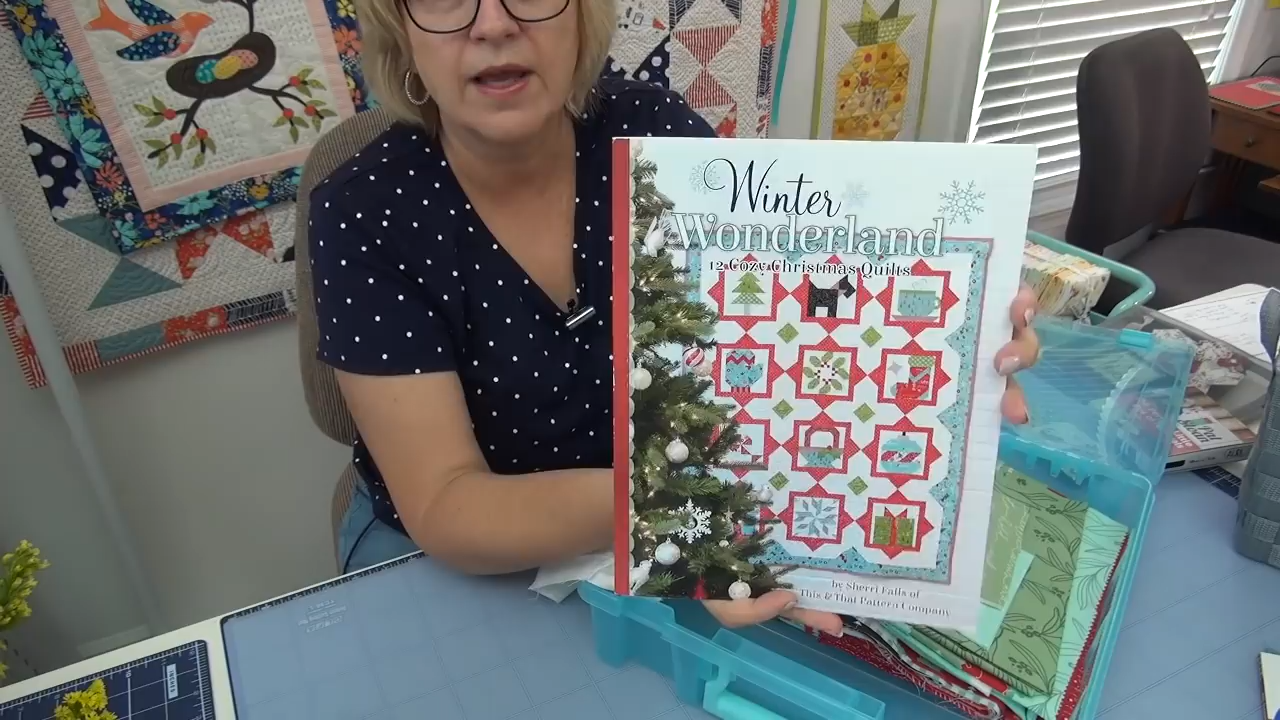 Winter
Wonderland
12 Cozy Christmas Quilts
by Sherri Falls of
This & That Pattern Company